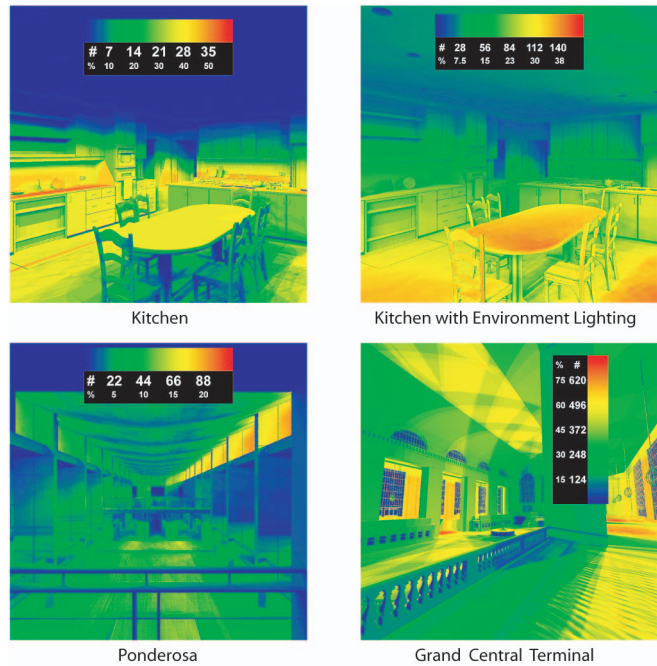 # 7 14 21 28 35
% 10 20 30 40 50
# 28 56 84 112 140
% 7.5 15 23 30 38
Kitchen
Kitchen with Environment Lighting
# 22 44 66 88
% 5 10 15 20
% #
75 620
60 496
45 372
30 248
15 124
Ponderosa
Grand Central Terminal